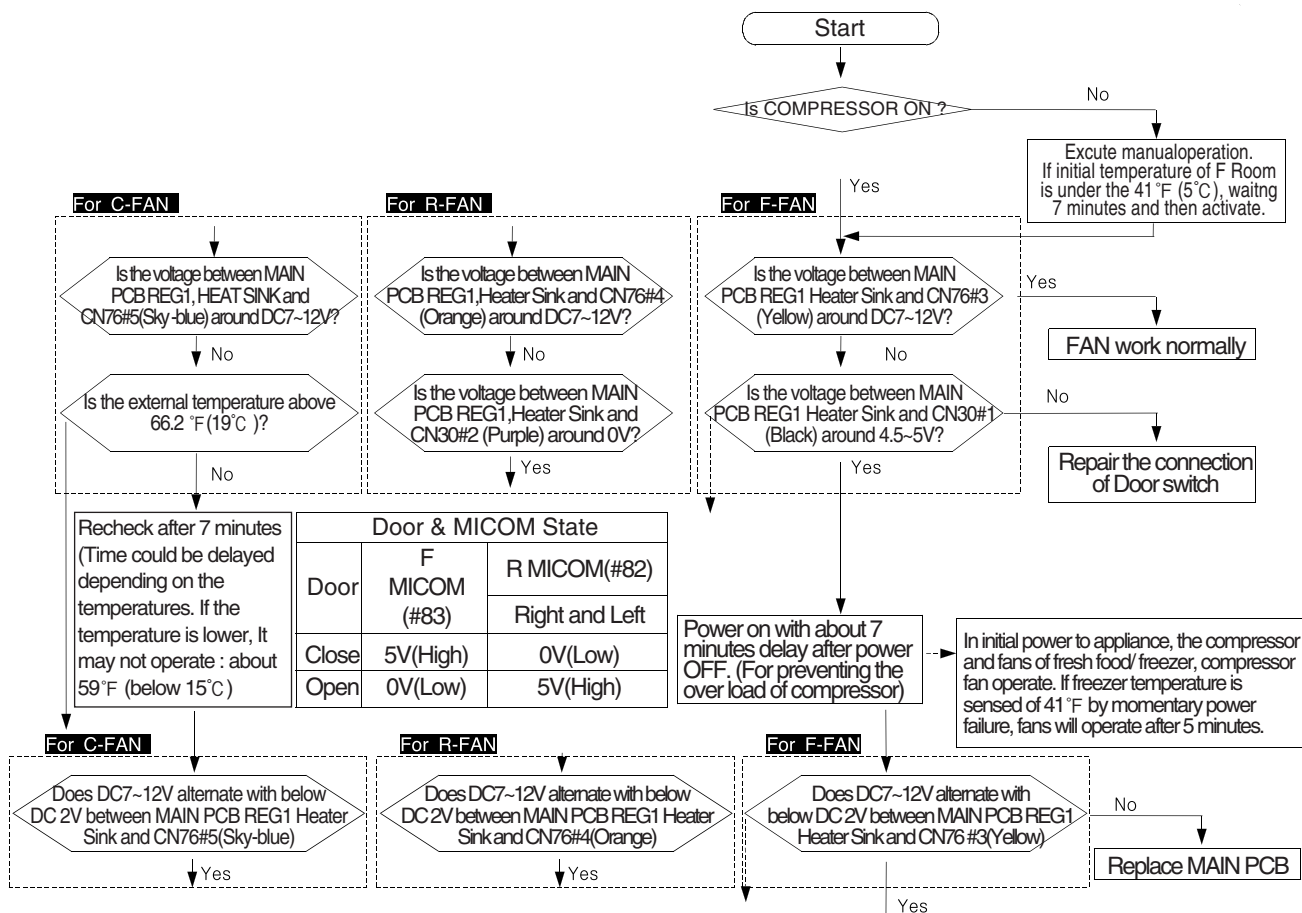 Start
Is COMPRESSOR ON ?
No
Excute manualoperation.
If initial temperature of F Room
is under the 41°F (5°C), waitng
7 minutes and then activate.
Yes
For C-FAN
For R-FAN
For F-FAN
Is the voltage between MAIN
PCB REG1, HEAT SINK and
CN76#5(Sky-blue) around DC7~12V?
Is the voltage between MAIN
PCB REG1,Heater Sink and CN76#4
(Orange) around DC7~12V?
Is the voltage between MAIN
PCB REG1 Heater Sink and CN76#3
(Yellow) around DC7~12V?
Yes
FAN work normally
No
No
No
Is the external temperature above
66.2 °F(19°C )?
Is the voltage between MAIN
PCB REG1,Heater Sink and
CN30#2 (Purple) around 0V?
Is the voltage between MAIN
PCB REG1 Heater Sink and CN30#1
(Black) around 4.5~5V?
No
Repair the connection
of Door switch
No
Yes
Yes
Recheck after 7 minutes
(Time could be delayed
depending on the
temperatures. If the
temperature is lower, It
may not operate : about
59°F (below 15°C)
Door & MICOM State
Door
F
MICOM
(#83)
R MICOM(#82)
Right and Left
Close 5V(High) 0V(Low)
Open 0V(Low) 5V(High)
Power on with about 7
minutes delay after power
OFF. (For preventing the
over load of compressor)
In initial power to appliance, the compressor
and fans of fresh food/ freezer, compressor
fan operate. If freezer temperature is
sensed of 41°F by momentary power
failure, fans will operate after 5 minutes.
For C-FAN
For R-FAN
For F-FAN
Does DC7~12V alternate with below
DC 2V between MAIN PCB REG1 Heater
Sink and CN76#5(Sky-blue)
Does DC7~12V alternate with below
DC 2V between MAIN PCB REG1 Heater
Sink and CN76#4(Orange)
Does DC7~12V alternate with
below DC 2V between MAIN PCB REG1
Heater Sink and CN76 #3(Yellow)
No
Replace MAIN PCB
Yes
Yes
Yes